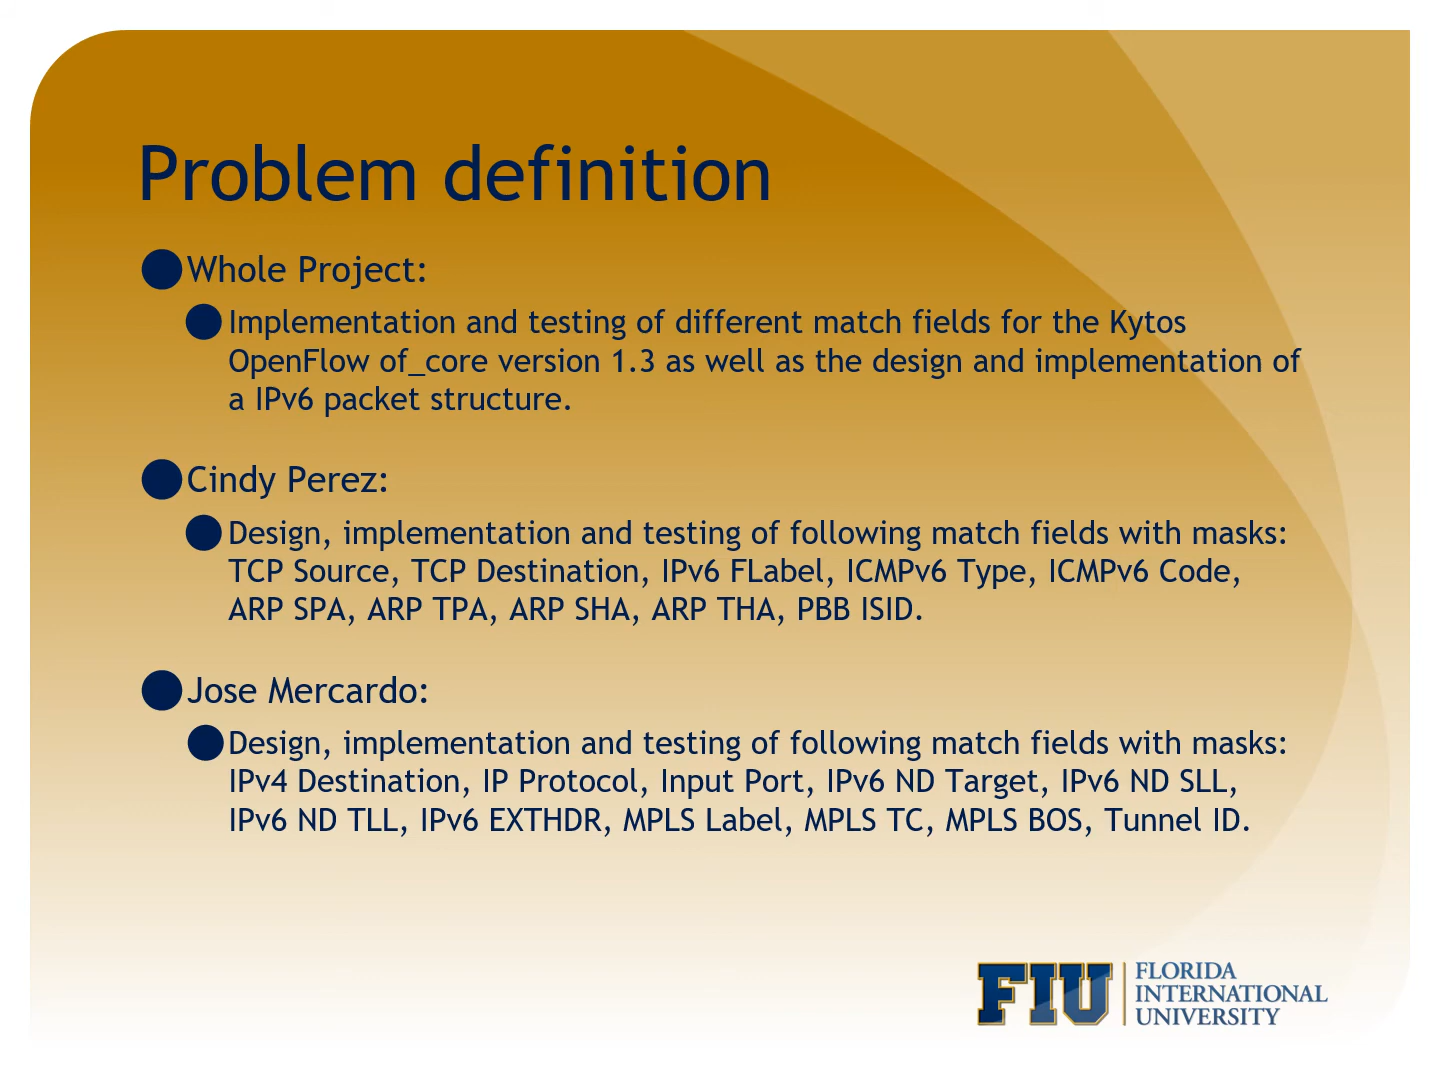 Problem definition
Whole Project:
Implementation and testing of different match fields for the Kytos
OpenFlow of_core version 1.3 as well as the design and implementation of
a IPv6 packet structure.
Cindy Perez:
Design, implementation and testing of following match fields with masks:
TCP Source, TCP Destination, IPv6 FLabel, ICMPv6 Type, ICMPv6 Code,
ARP SPA, ARP TPA, ARP SHA, ARP THA, PBB ISID.
Jose Mercardo:
Design, implementation and testing of following match fields with masks:
IPv4 Destination, IP Protocol, Input Port, IPv6 ND Target, IPv6 ND SLL,
IPv6 ND TLL, IPv6 EXTHDR, MPLS Label, MPLS TC, MPLS BOS, Tunnel ID.
FIU
FLORIDA
INTERNATIONAL
UNIVERSITY